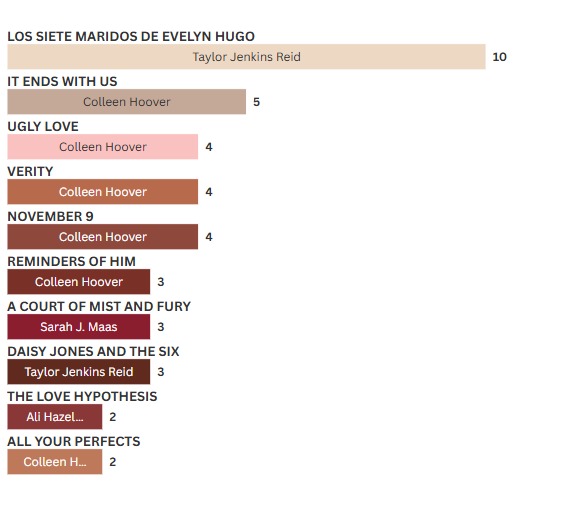 LOS SIETE MARIDOS DE EVELYN HUGO
Taylor Jenkins Reid 10
IT ENDS WITH US
Colleen Hoover 5
UGLY LOVE
Colleen Hoover 4
VERITY
Colleen Hoover 4
NOVEMBER 9
Colleen Hoover 4
REMINDERS OF HIM
Colleen Hoover 3
A COURT OF MIST AND FURY
Sarah J. Maas 3
DAISY JONES AND THE SIX
Taylor Jenkins Reid 3
THE LOVE HYPOTHESIS
Ali Hazel... 2
ALL YOUR PERFECTS
Colleen H... 2